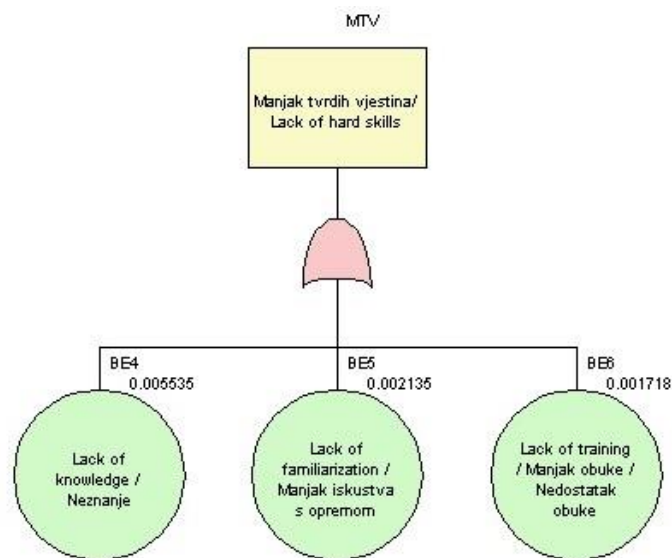 MTV
Manjak tvrdih vjestina/
Lack of hard skills
BE4
0.005535
BE5
0.002135
BE6
0.001718
Lack of
knowledge /
Neznanje
Lack of
familiarization /
Manjak iskustva
s opremom
Lack of training
/ Manjak obuke /
Nedostatak
obuke